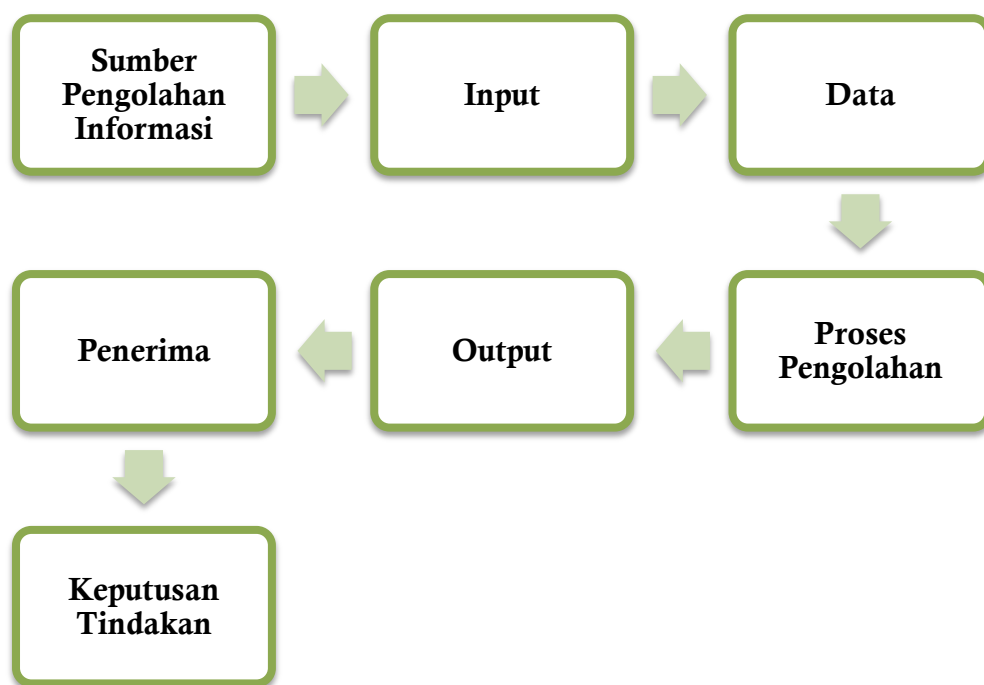 Sumber
Pengolahan
Informasi
Input
Data
Proses
Pengolahan
Output
Penerima
Keputusan
Tindakan